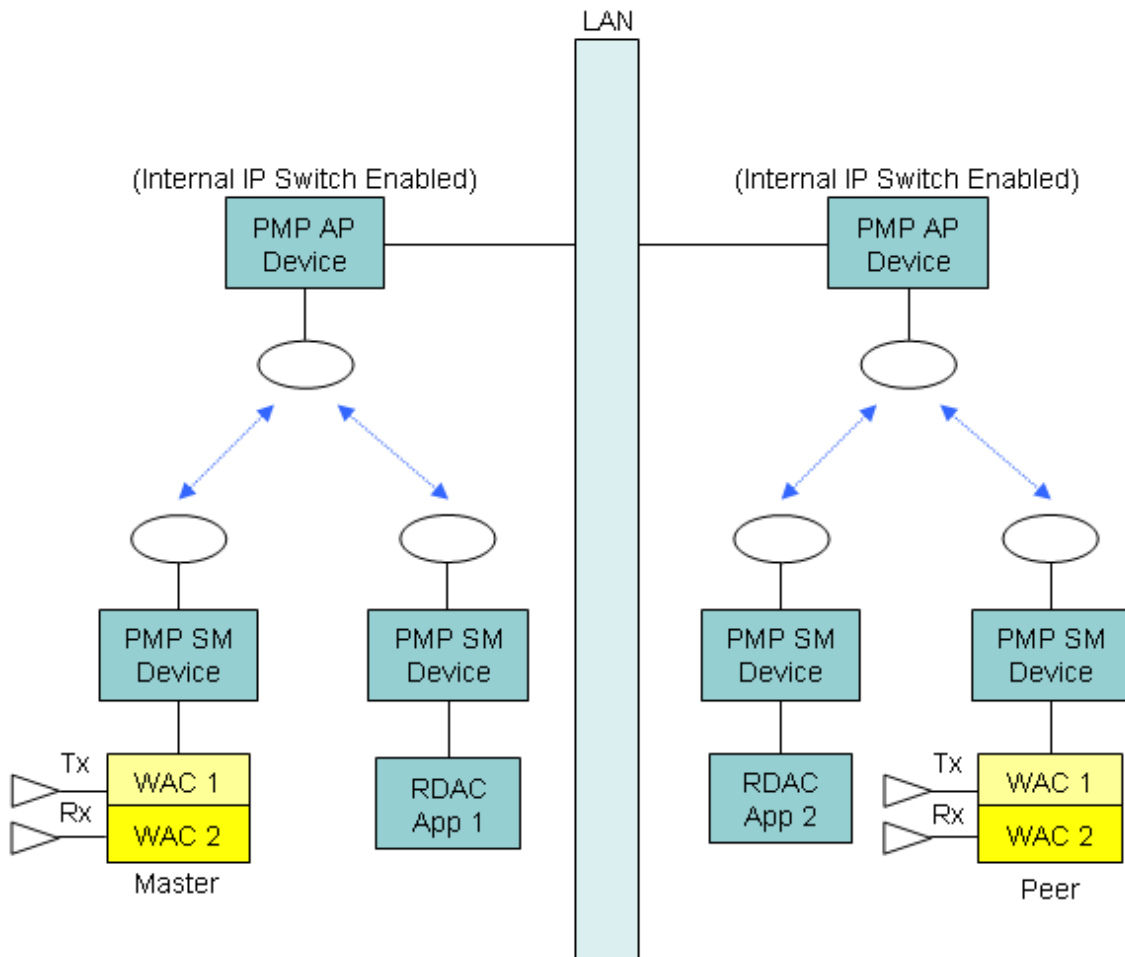 LAN
(Internal IP Switch Enabled)
(Internal IP Switch Enabled)
PMP AP
Device
PMP AP
Device
PMP SM
Device
PMP SM
Device
PMP SM
Device
PMP SM
Device
Tx
WAC 1
Rx
WAC 2
Master
RDAC
App 1
RDAC
App 2
Tx
WAC 1
Rx
WAC 2
Peer